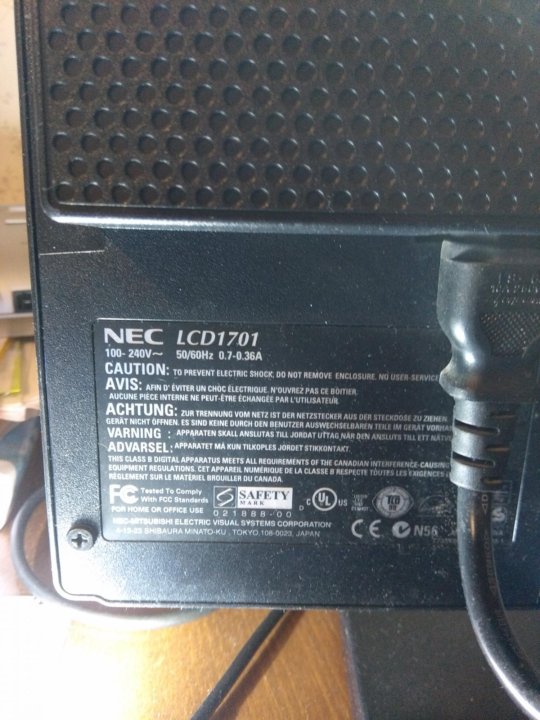 NEC LCD1701
100-240V~ 50/60Hz 0.7-0.36A
CAUTION: TO PREVENT ELECTRIC SHOCK, DO NOT REMOVE ENCLOSURE. NO USER-SERVICE
AVIS: AFIN D' ÉVITER UN CHOC ÉLECTRIQUE. N'OUVREZ PAS CE BOÎTIER.
AUCUNE PIÈCE INTERNE NE PEUT-ÊTRE ÉCHANGÉE PAR L'UTILISATEUR.
ACHTUNG: ZUR TRENNUNG VOM NETZ IST DER NETZSTECKER AUS DER STECKDOSE ZU ZIEHEN.
GERÄT NICHT ÖFFNEN. ES SIND KEINE DURCH DEN BENUTZER AUSWECHSELBAREN TEILE IM GERÄT VORHA
VARNING : APPARATEN SKALL ANSLUTAS TILL JORDAT UTTAG NÄR DEN ANSLUTS TILL ETT NÄTV
ADVARSEL: APPARATET MÅ KUN TILKOPLES JORDET STIKKONTAKT.
THIS CLASS B DIGITAL APPARATUS MEETS ALL REQUIREMENTS OF THE CANADIAN INTERFERENCE-CAUSING
EQUIPMENT REGULATIONS. CET APPAREIL NUMÉRIQUE DE LA CLASSE B RESPECTE TOUTES LES EXIGENCES
RÈGLEMENT SUR LE MATÉRIEL BROUILLEUR DU CANADA.
FC Tested To Comply
With FCC Standards
FOR HOME OR OFFICE USE
S SAFETY
MARK
021888-00
C UL US
NEC-MITSUBISHI ELECTRIC VISUAL SYSTEMS CORPORATION
4-13-23 SHIBAURA MINATO-KU, TOKYO,108-0023, JAPAN
CE N56